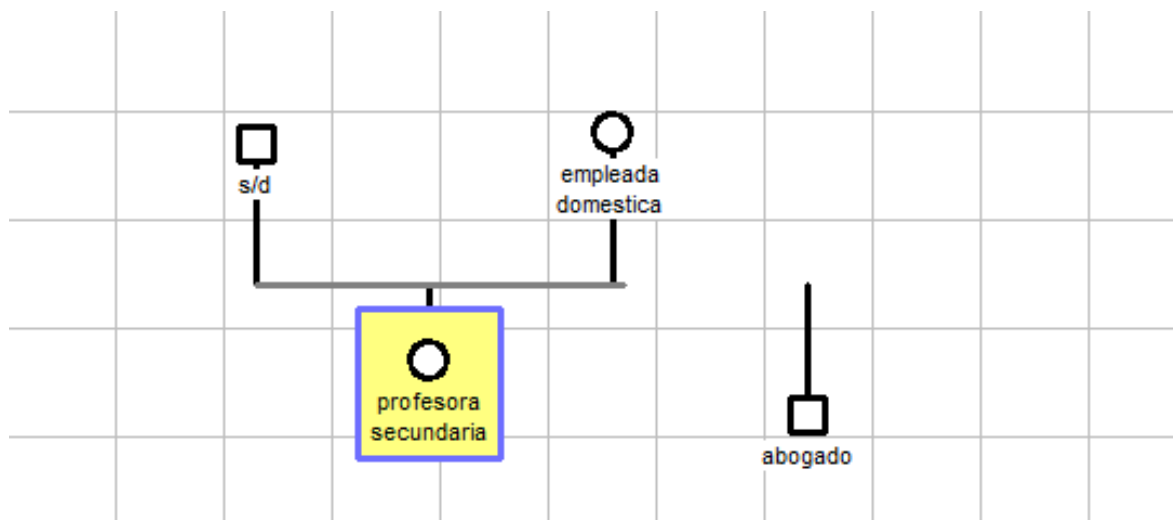 s/d
empleada
domestica
profesora
secundaria
abogado